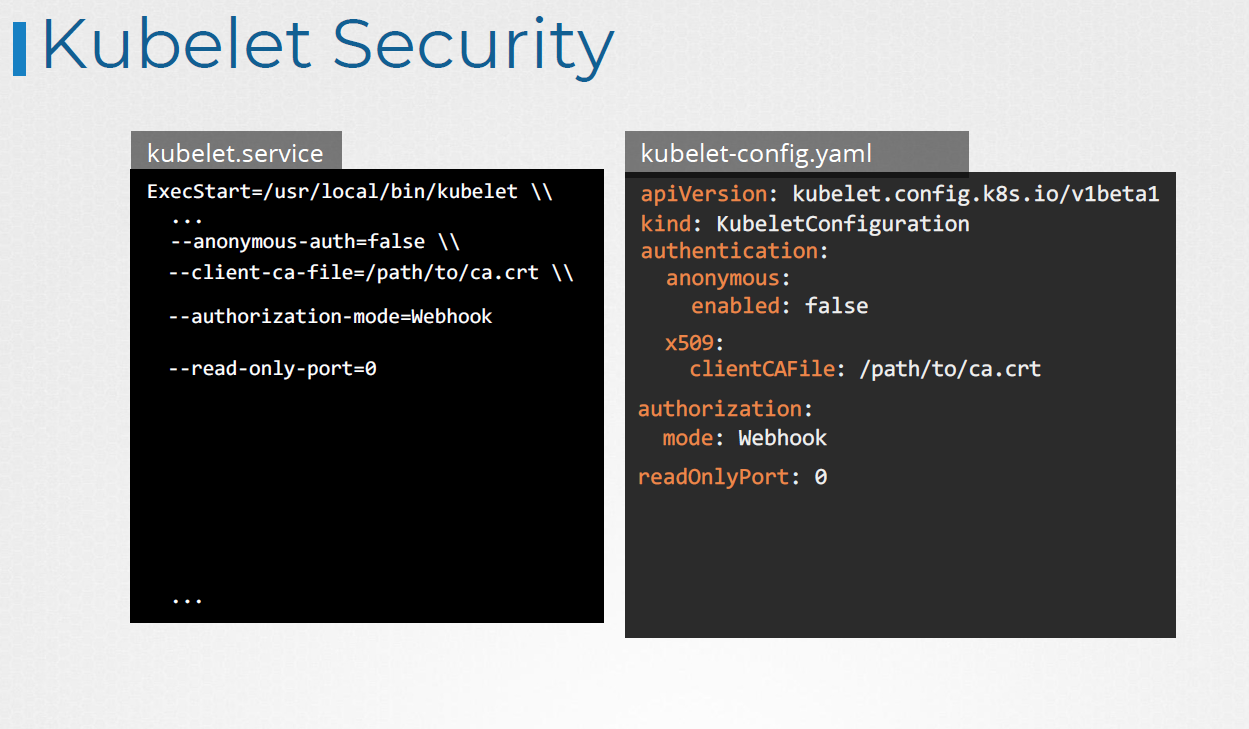 Kubelet Security
kubelet.service
ExecStart=/usr/local/bin/kubelet \\
...
--anonymous-auth=false \\
--client-ca-file=/path/to/ca.crt \\
--authorization-mode=Webhook
--read-only-port=0
...
kubelet-config.yaml
apiVersion: kubelet.config.k8s.io/v1beta1
kind: KubeletConfiguration
authentication:
anonymous:
enabled: false
x509:
clientCAFile: /path/to/ca.crt
authorization:
mode: Webhook
readOnlyPort: 0